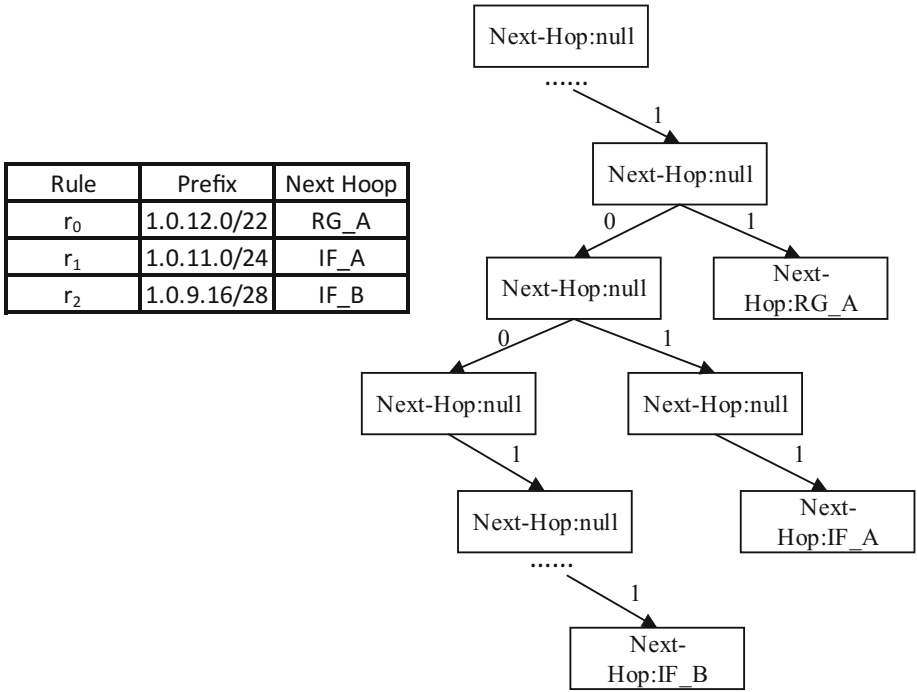 Next-Hop:null
......
1
Next-Hop:null
Rule Prefix Next Hoop
r0 1.0.12.0/22 RG_A
r1 1.0.11.0/24 IF_A
r2 1.0.9.16/28 IF_B
0 1
Next-Hop:null
Next-
Hop:RG_A
0 1
Next-Hop:null Next-Hop:null
1 1
Next-Hop:null
Next-
Hop:IF_A
......
1
Next-
Hop:IF_B